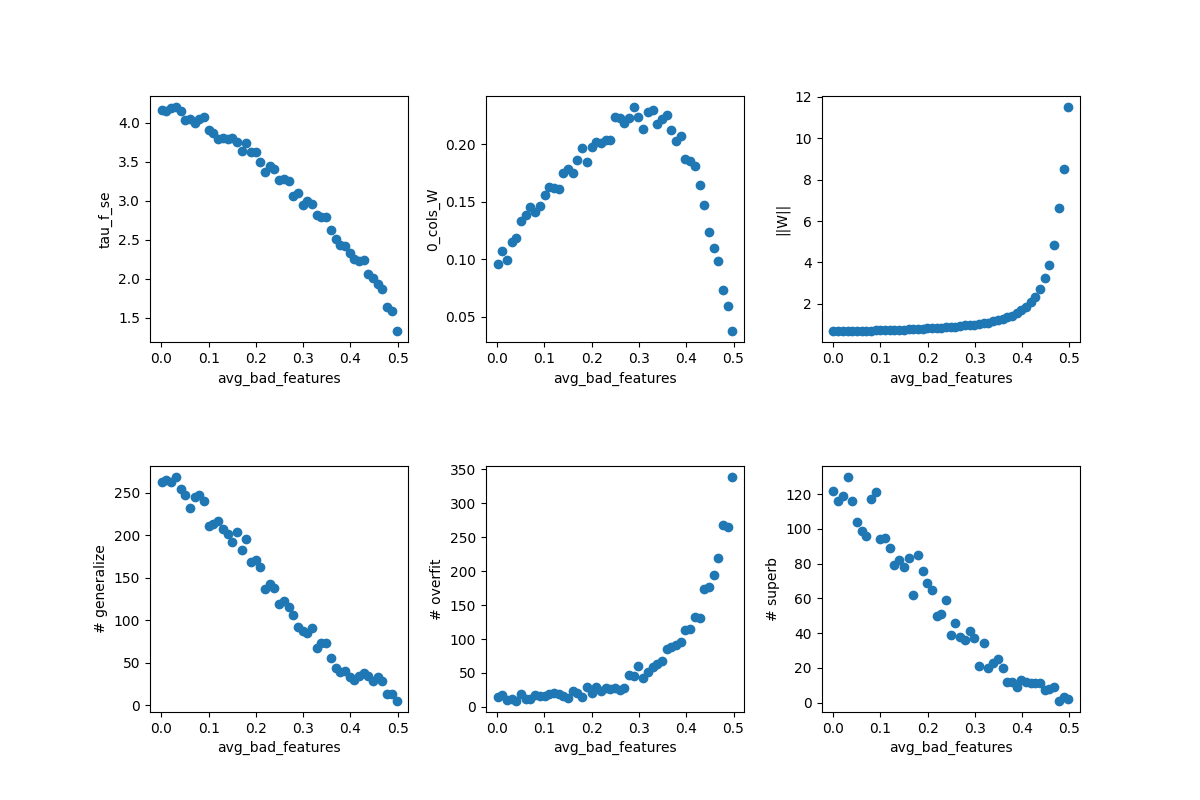 4.0
3.5
3.0
2.5
2.0
1.5
tau_f_se
0.0 0.1 0.2 0.3 0.4 0.5
avg_bad_features
0.20
0.15
0.10
0.05
0_cols_W
0.0 0.1 0.2 0.3 0.4 0.5
avg_bad_features
12
10
8
6
4
2
||W||
0.0 0.1 0.2 0.3 0.4 0.5
avg_bad_features
250
200
150
100
50
0
# generalize
0.0 0.1 0.2 0.3 0.4 0.5
avg_bad_features
350
300
250
200
150
100
50
0
# overfit
0.0 0.1 0.2 0.3 0.4 0.5
avg_bad_features
120
100
80
60
40
20
0
# superb
0.0 0.1 0.2 0.3 0.4 0.5
avg_bad_features